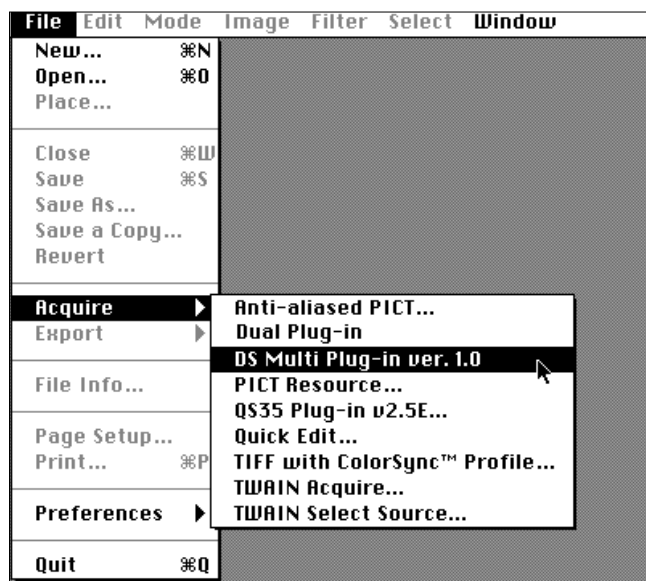 File Edit Mode Image Filter Select Window
New... ⌘N
Open... ⌘O
Place...
Close ⌘W
Save ⌘S
Save As...
Save a Copy...
Revert
Acquire
Export
File Info...
Page Setup...
Print... ⌘P
Preferences
Quit ⌘Q
Anti-aliased PICT...
Dual Plug-in
DS Multi Plug-in ver. 1.0
PICT Resource...
QS35 Plug-in v2.5E...
Quick Edit...
TIFF with ColorSync™ Profile...
TWAIN Acquire...
TWAIN Select Source...